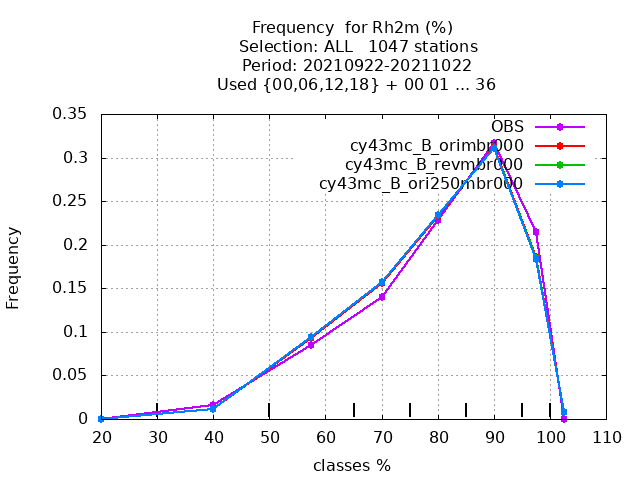 Frequency  for Rh2m (%)
Selection: ALL   1047 stations
Period: 20210922-20211022
Used {00,06,12,18} + 00 01 ... 36
0.35
0.3
0.25
0.2
0.15
0.1
0.05
0
Frequency
OBS
cy43mc_B_orimbr000
cy43mc_B_revmbr000
cy43mc_B_ori250mbr000
20 30 40 50 60 70 80 90 100 110
classes %